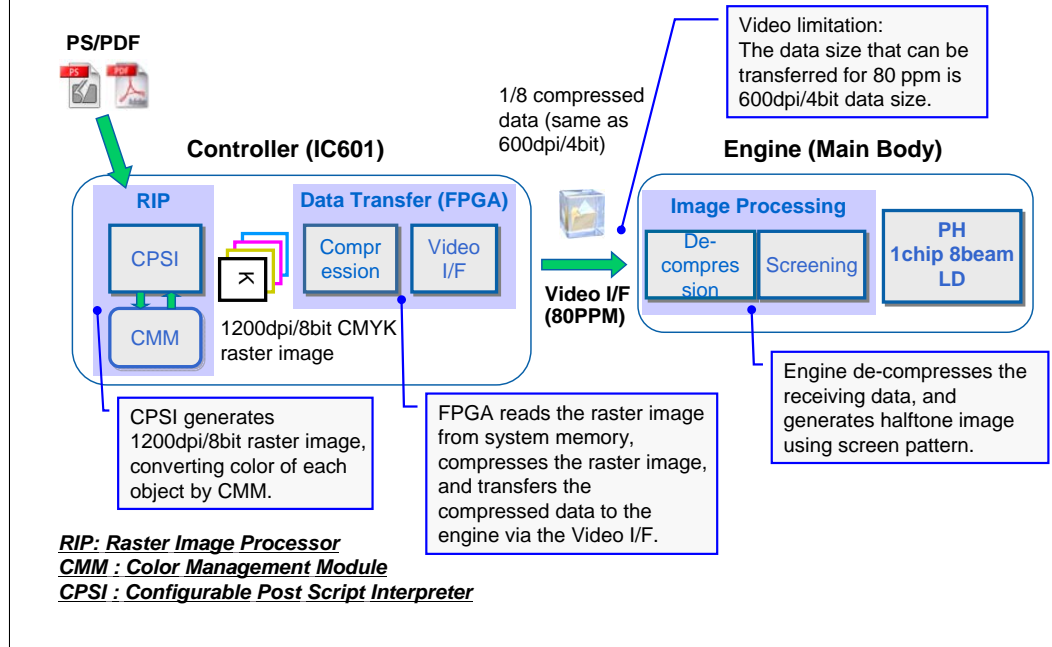 PS/PDF
PS
PDF
Adobe
Video limitation:
The data size that can be
transferred for 80 ppm is
600dpi/4bit data size.
1/8 compressed
data (same as
600dpi/4bit)
Controller (IC601)
Engine (Main Body)
RIP
CPSI
CMM
K
1200dpi/8bit CMYK
raster image
Data Transfer (FPGA)
Compr
ession
Video
I/F
Video I/F
(80PPM)
Image Processing
De-
compres
sion
Screening
PH
1chip 8beam
LD
CPSI generates
1200dpi/8bit raster image,
converting color of each
object by CMM.
FPGA reads the raster image
from system memory,
compresses the raster image,
and transfers the
compressed data to the
engine via the Video I/F.
Engine de-compresses the
receiving data, and
generates halftone image
using screen pattern.
RIP: Raster Image Processor
CMM : Color Management Module
CPSI : Configurable Post Script Interpreter